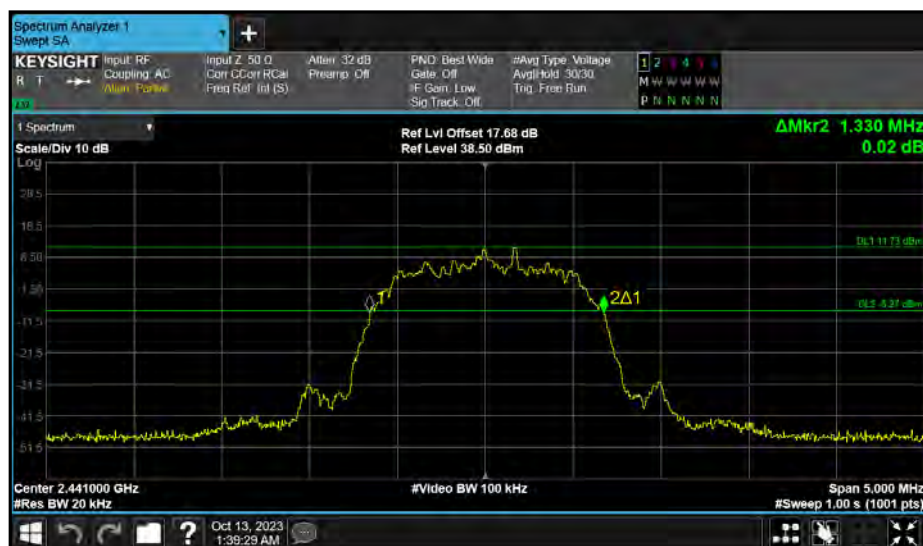 Spectrum Analyzer 1
Swept SA
+
KEYSIGHT Input: RF Input Z: 50 Ω Atten: 32 dB PNO: Best Wide #Avg Type: Voltage 1 2 3 4 5 6
R T Coupling: AC Corr CCorr RCal Preamp: Off Gate: Off Avg|Hold: 30/30 M W W W W W
Align: Partial Freq Ref: Int (S) IF Gain: Low Trig: Free Run
Sig Track: Off P N N N N N
1 Spectrum
Ref Lvl Offset 17.68 dB ΔMkr2 1.330 MHz
Scale/Div 10 dB Ref Level 38.50 dBm 0.02 dB
Log
28.5
18.5
8.50 DL1 11.73 dBm
-1.50
1 2Δ1
-11.5
-21.5
-31.5
-41.5
-51.5
Center 2.441000 GHz #Video BW 100 kHz Span 5.000 MHz
#Res BW 20 kHz #Sweep 1.00 s (1001 pts)
? Oct 13, 2023
1:39:29 AM